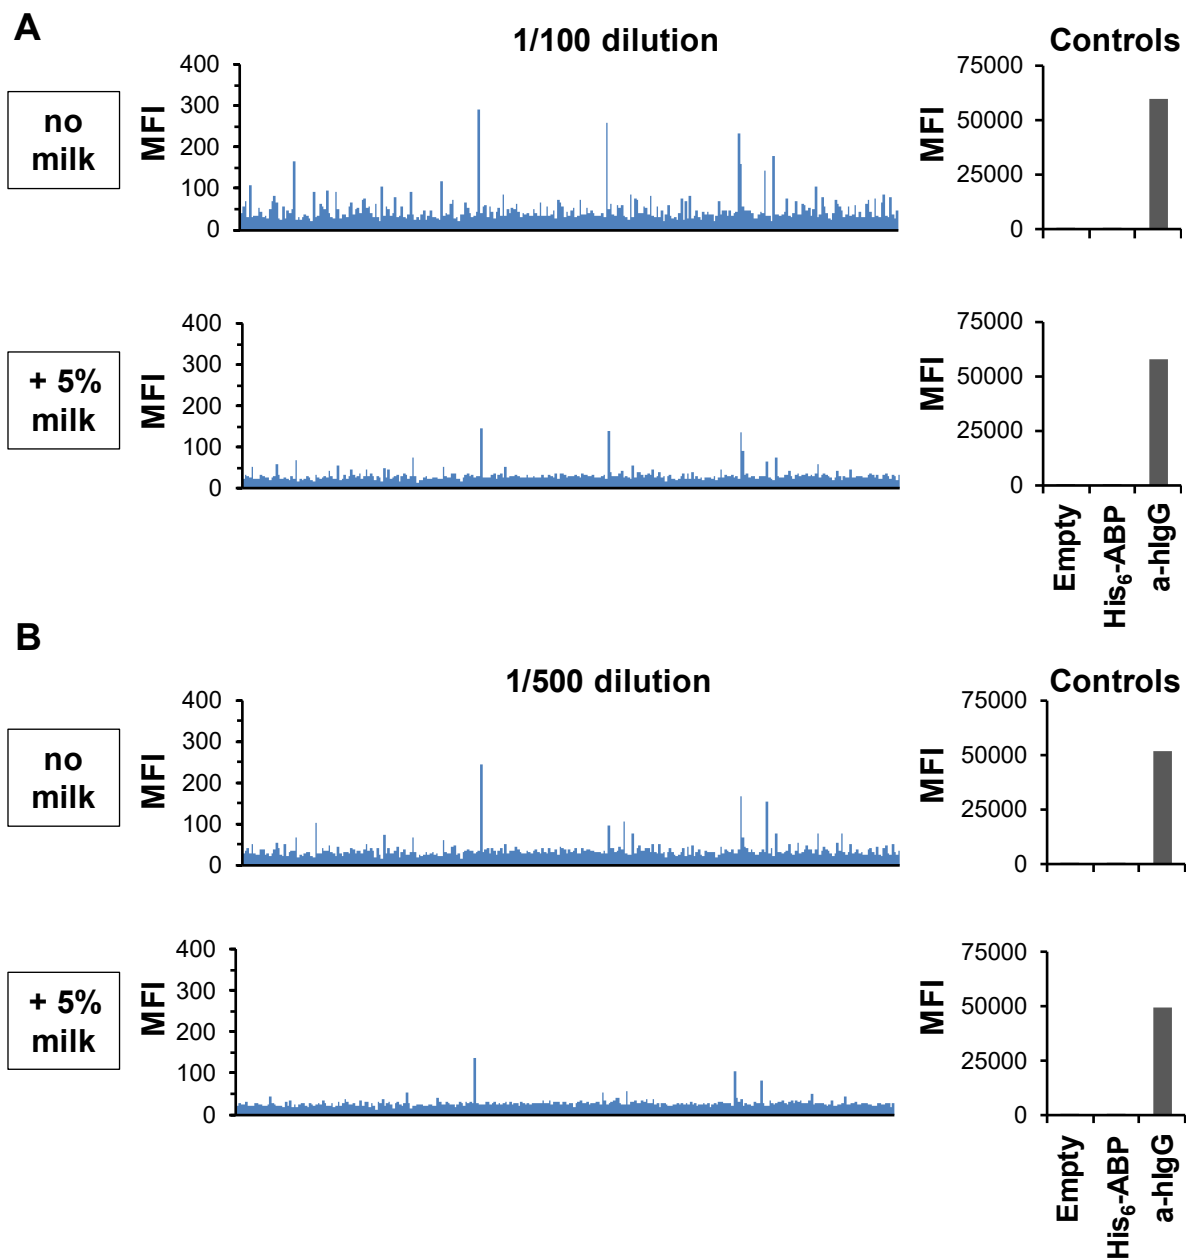 A
1/100 dilution
Controls
no
milk
MFI
400
300
200
100
0
MFI
75000
50000
25000
0
+ 5%
milk
MFI
400
300
200
100
0
MFI
75000
50000
25000
0
Empty
His₆-ABP
a-hIgG
B
1/500 dilution
Controls
no
milk
MFI
400
300
200
100
0
MFI
75000
50000
25000
0
+ 5%
milk
MFI
400
300
200
100
0
MFI
75000
50000
25000
0
Empty
His₆-ABP
a-hIgG